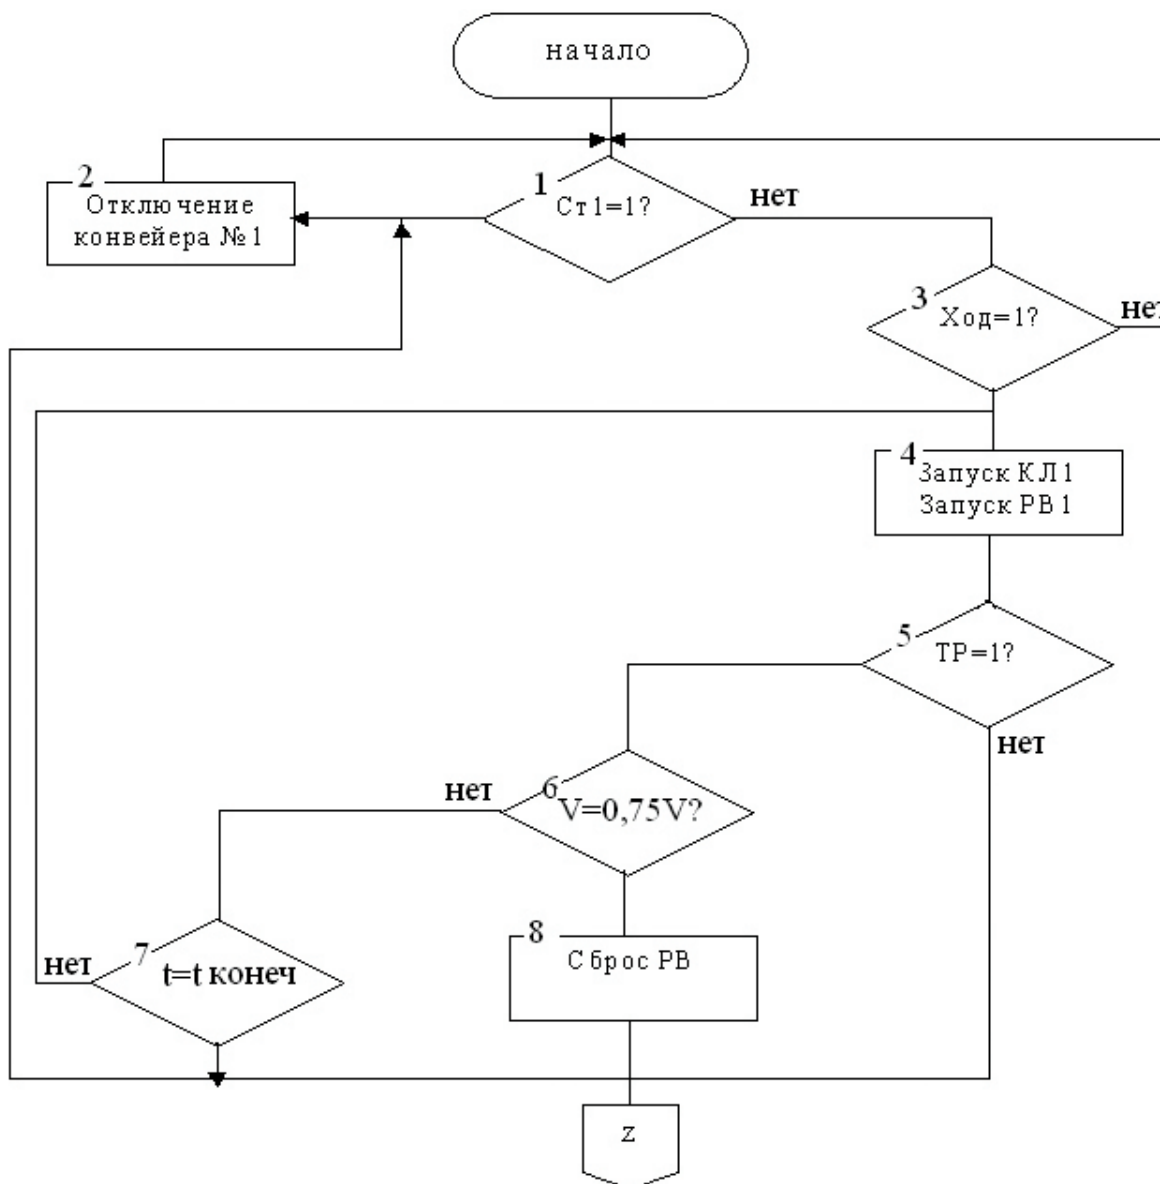 начало
2
Отключение
конвейера №1
1
Ст1=1?
нет
3
Ход=1?
нет
4
Запуск КЛ1
Запуск РВ1
5
ТР=1?
нет
6
V=0,75V?
нет
7
t=t конеч
нет
8
Сброс РВ
z